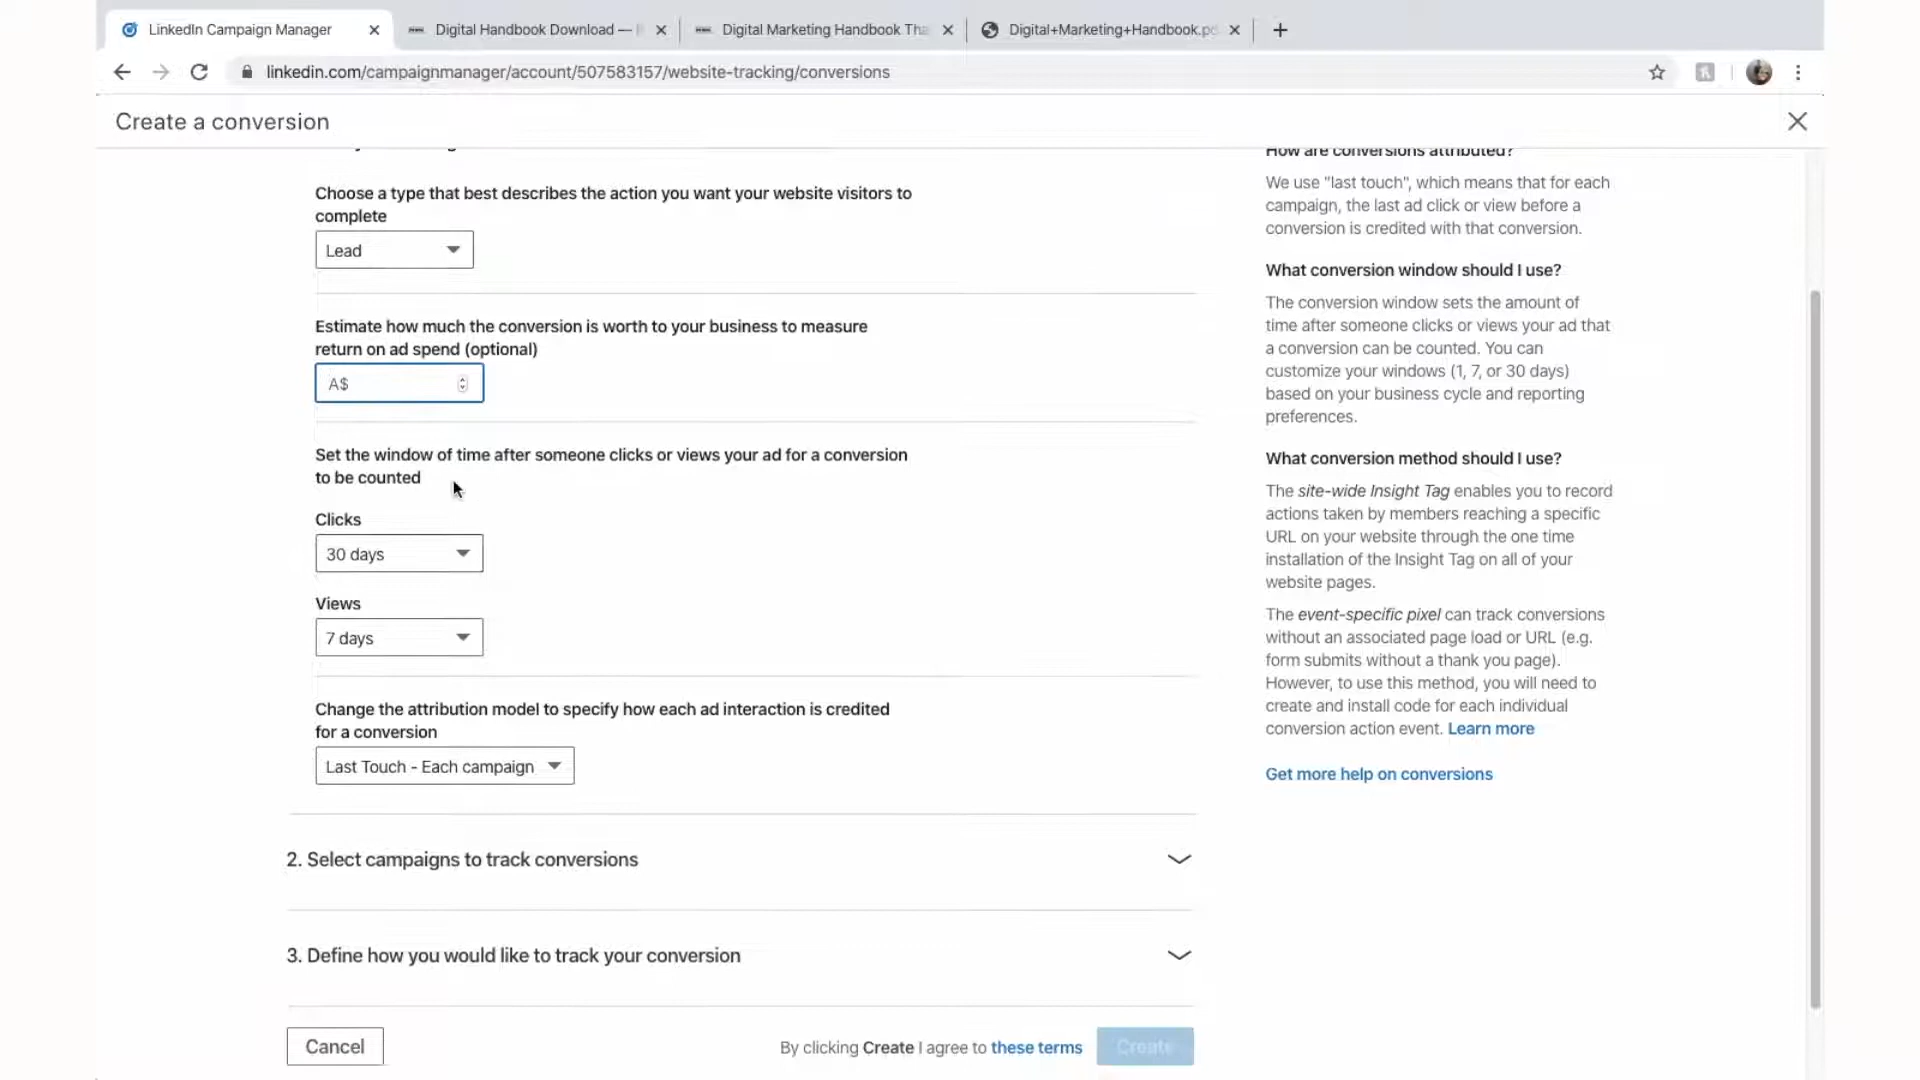 LinkedIn Campaign Manager
Digital Handbook Download —
Digital Marketing Handbook Tha
Digital+Marketing+Handbook.pd
linkedin.com/campaignmanager/account/507583157/website-tracking/conversions
Create a conversion
Choose a type that best describes the action you want your website visitors to
complete
Lead
Estimate how much the conversion is worth to your business to measure
return on ad spend (optional)
A$
Set the window of time after someone clicks or views your ad for a conversion
to be counted
Clicks
30 days
Views
7 days
Change the attribution model to specify how each ad interaction is credited
for a conversion
Last Touch - Each campaign
2. Select campaigns to track conversions
3. Define how you would like to track your conversion
Cancel
By clicking Create I agree to these terms
Create
How are conversions attributed?
We use "last touch", which means that for each
campaign, the last ad click or view before a
conversion is credited with that conversion.
What conversion window should I use?
The conversion window sets the amount of
time after someone clicks or views your ad that
a conversion can be counted. You can
customize your windows (1, 7, or 30 days)
based on your business cycle and reporting
preferences.
What conversion method should I use?
The site-wide Insight Tag enables you to record
actions taken by members reaching a specific
URL on your website through the one time
installation of the Insight Tag on all of your
website pages.
The event-specific pixel can track conversions
without an associated page load or URL (e.g.
form submits without a thank you page).
However, to use this method, you will need to
create and install code for each individual
conversion action event. Learn more
Get more help on conversions